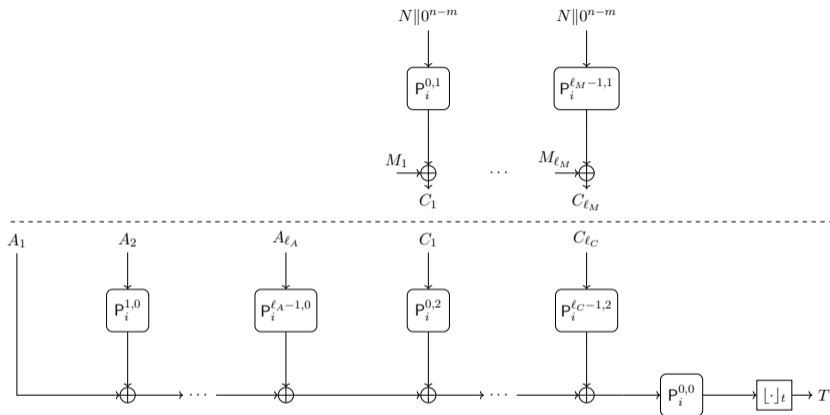 N∥0^{n−m} N∥0^{n−m}
P_i^{0,1} P_i^{ℓ_M−1,1}
M_1 ⋯ M_{ℓ_M}
C_1 C_{ℓ_M}
A_1 A_2 A_{ℓ_A} C_1 C_{ℓ_C}
P_i^{1,0} P_i^{ℓ_A−1,0} P_i^{0,2} P_i^{ℓ_C−1,2}
⋯ ⋯ P_i^{0,0} ⌊·⌋_t T